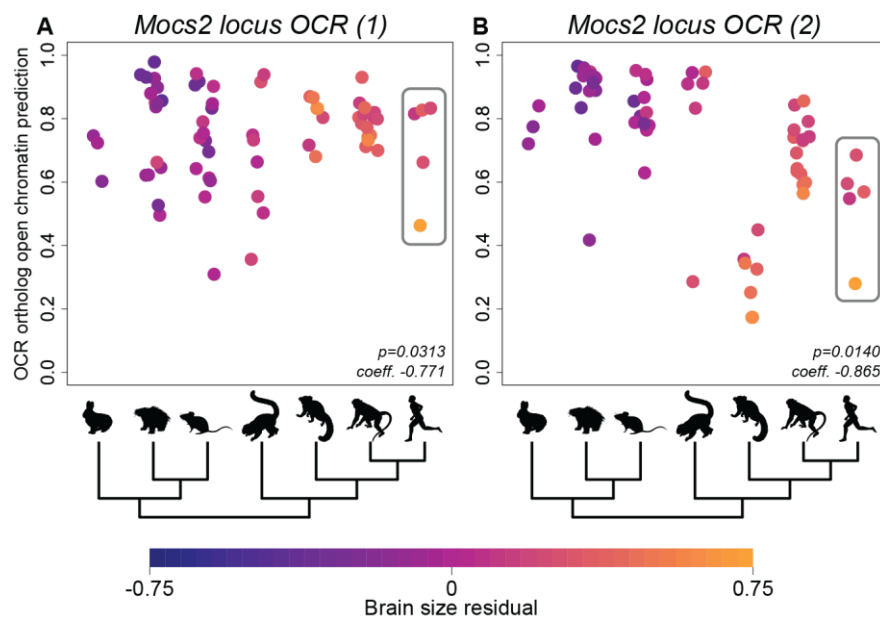 A Mocs2 locus OCR (1)
OCR ortholog open chromatin prediction
1.0
0.8
0.6
0.4
0.2
0.0
p=0.0313
coeff. -0.771
B Mocs2 locus OCR (2)
1.0
0.8
0.6
0.4
0.2
0.0
p=0.0140
coeff. -0.865
-0.75 0 0.75
Brain size residual